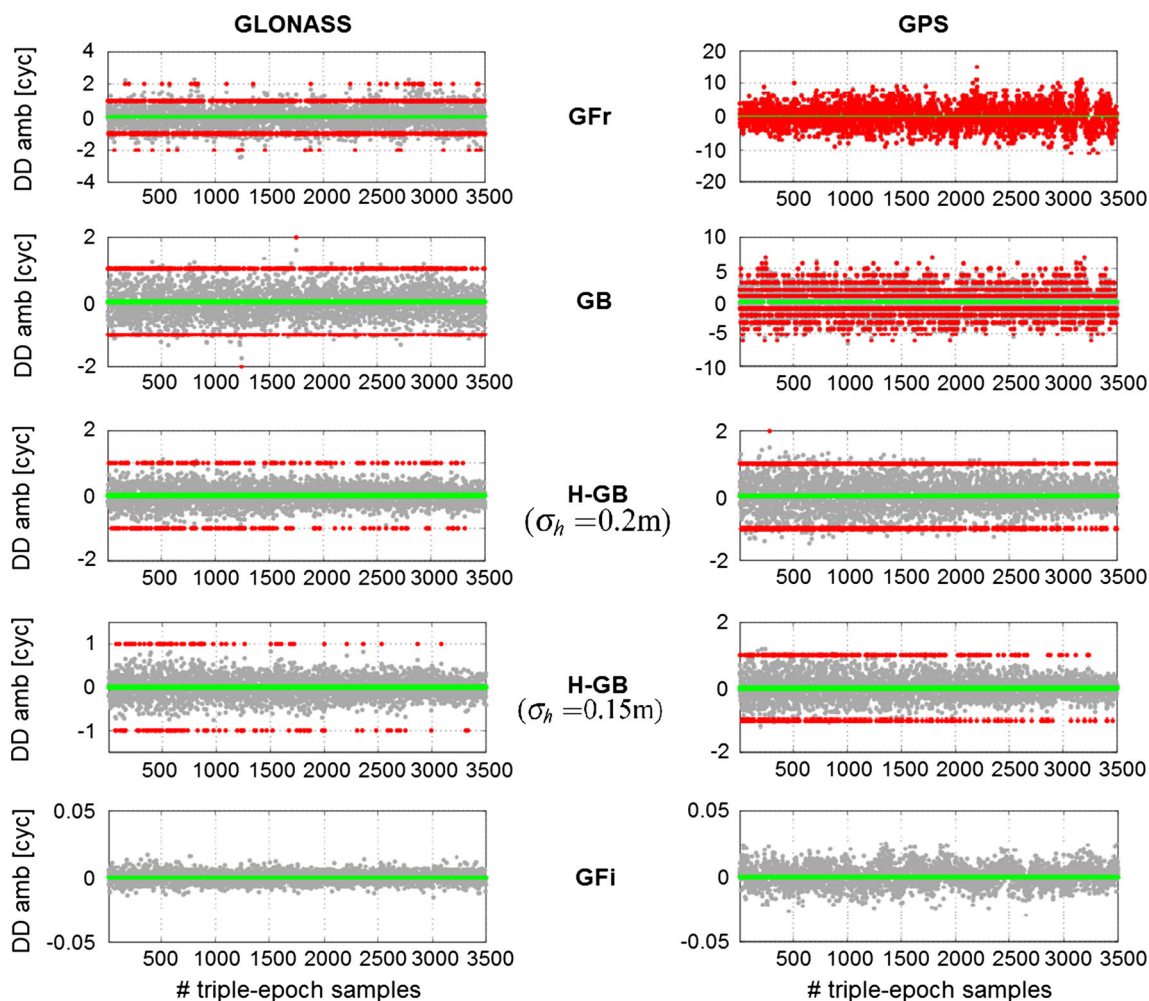 GLONASS GPS
DD amb [cyc] 4 2 0 -2 -4 GFr 20 10 0 -10 -20
500 1000 1500 2000 2500 3000 3500 500 1000 1500 2000 2500 3000 3500
DD amb [cyc] 2 0 -2 GB 10 5 0 -5 -10
500 1000 1500 2000 2500 3000 3500 500 1000 1500 2000 2500 3000 3500
DD amb [cyc] 2 0 -2 H-GB 2 0 -2
(σh =0.2m)
500 1000 1500 2000 2500 3000 3500 500 1000 1500 2000 2500 3000 3500
DD amb [cyc] 1 0 -1 H-GB 2 0 -2
(σh =0.15m)
500 1000 1500 2000 2500 3000 3500 500 1000 1500 2000 2500 3000 3500
DD amb [cyc] 0.05 0 -0.05 GFi 0.05 0 -0.05
500 1000 1500 2000 2500 3000 3500 500 1000 1500 2000 2500 3000 3500
# triple-epoch samples # triple-epoch samples